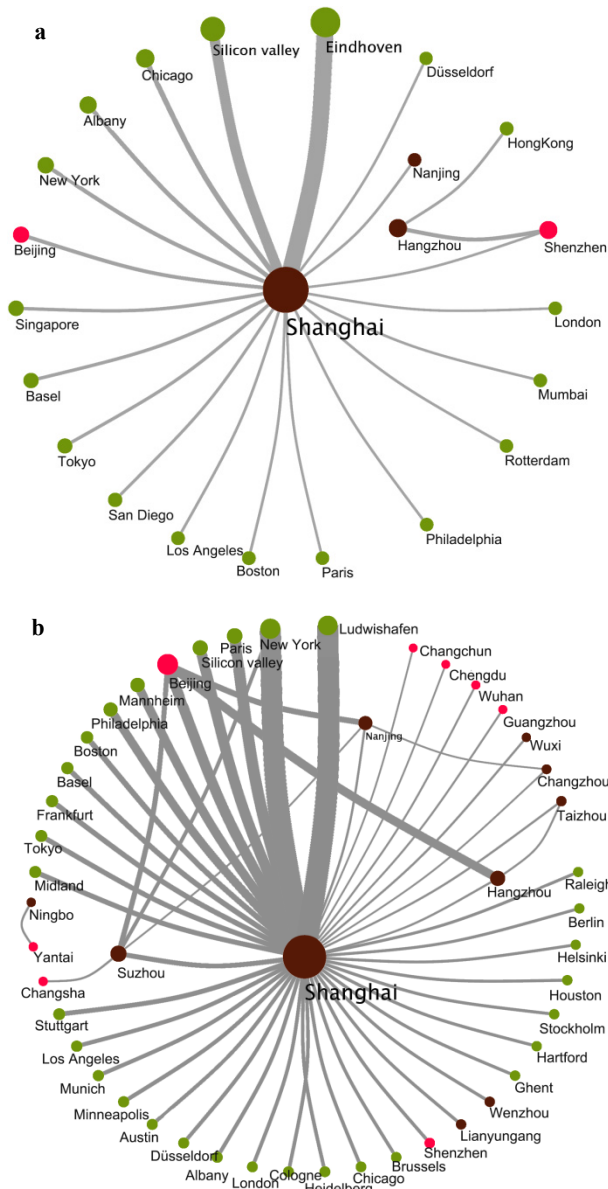 a
Silicon valley
Eindhoven
Chicago
Düsseldorf
Albany
HongKong
New York
Nanjing
Beijing
Hangzhou
Shenzhen
Shanghai
Singapore
London
Basel
Mumbai
Tokyo
Rotterdam
San Diego
Philadelphia
Los Angeles
Boston
Paris
b
Ludwishafen
New York
Paris
Silicon valley
Changchun
Beijing
Chengdu
Mannheim
Wuhan
Philadelphia
Guangzhou
Boston
Nanjing
Wuxi
Basel
Changzhou
Frankfurt
Taizhou
Tokyo
Midland
Hangzhou
Raleigh
Ningbo
Berlin
Yantai
Suzhou
Helsinki
Changsha
Shanghai
Houston
Stuttgart
Stockholm
Los Angeles
Hartford
Munich
Ghent
Minneapolis
Wenzhou
Austin
Lianyungang
Düsseldorf
Shenzhen
Albany
Brussels
London
Cologne
Chicago
Heidelberg